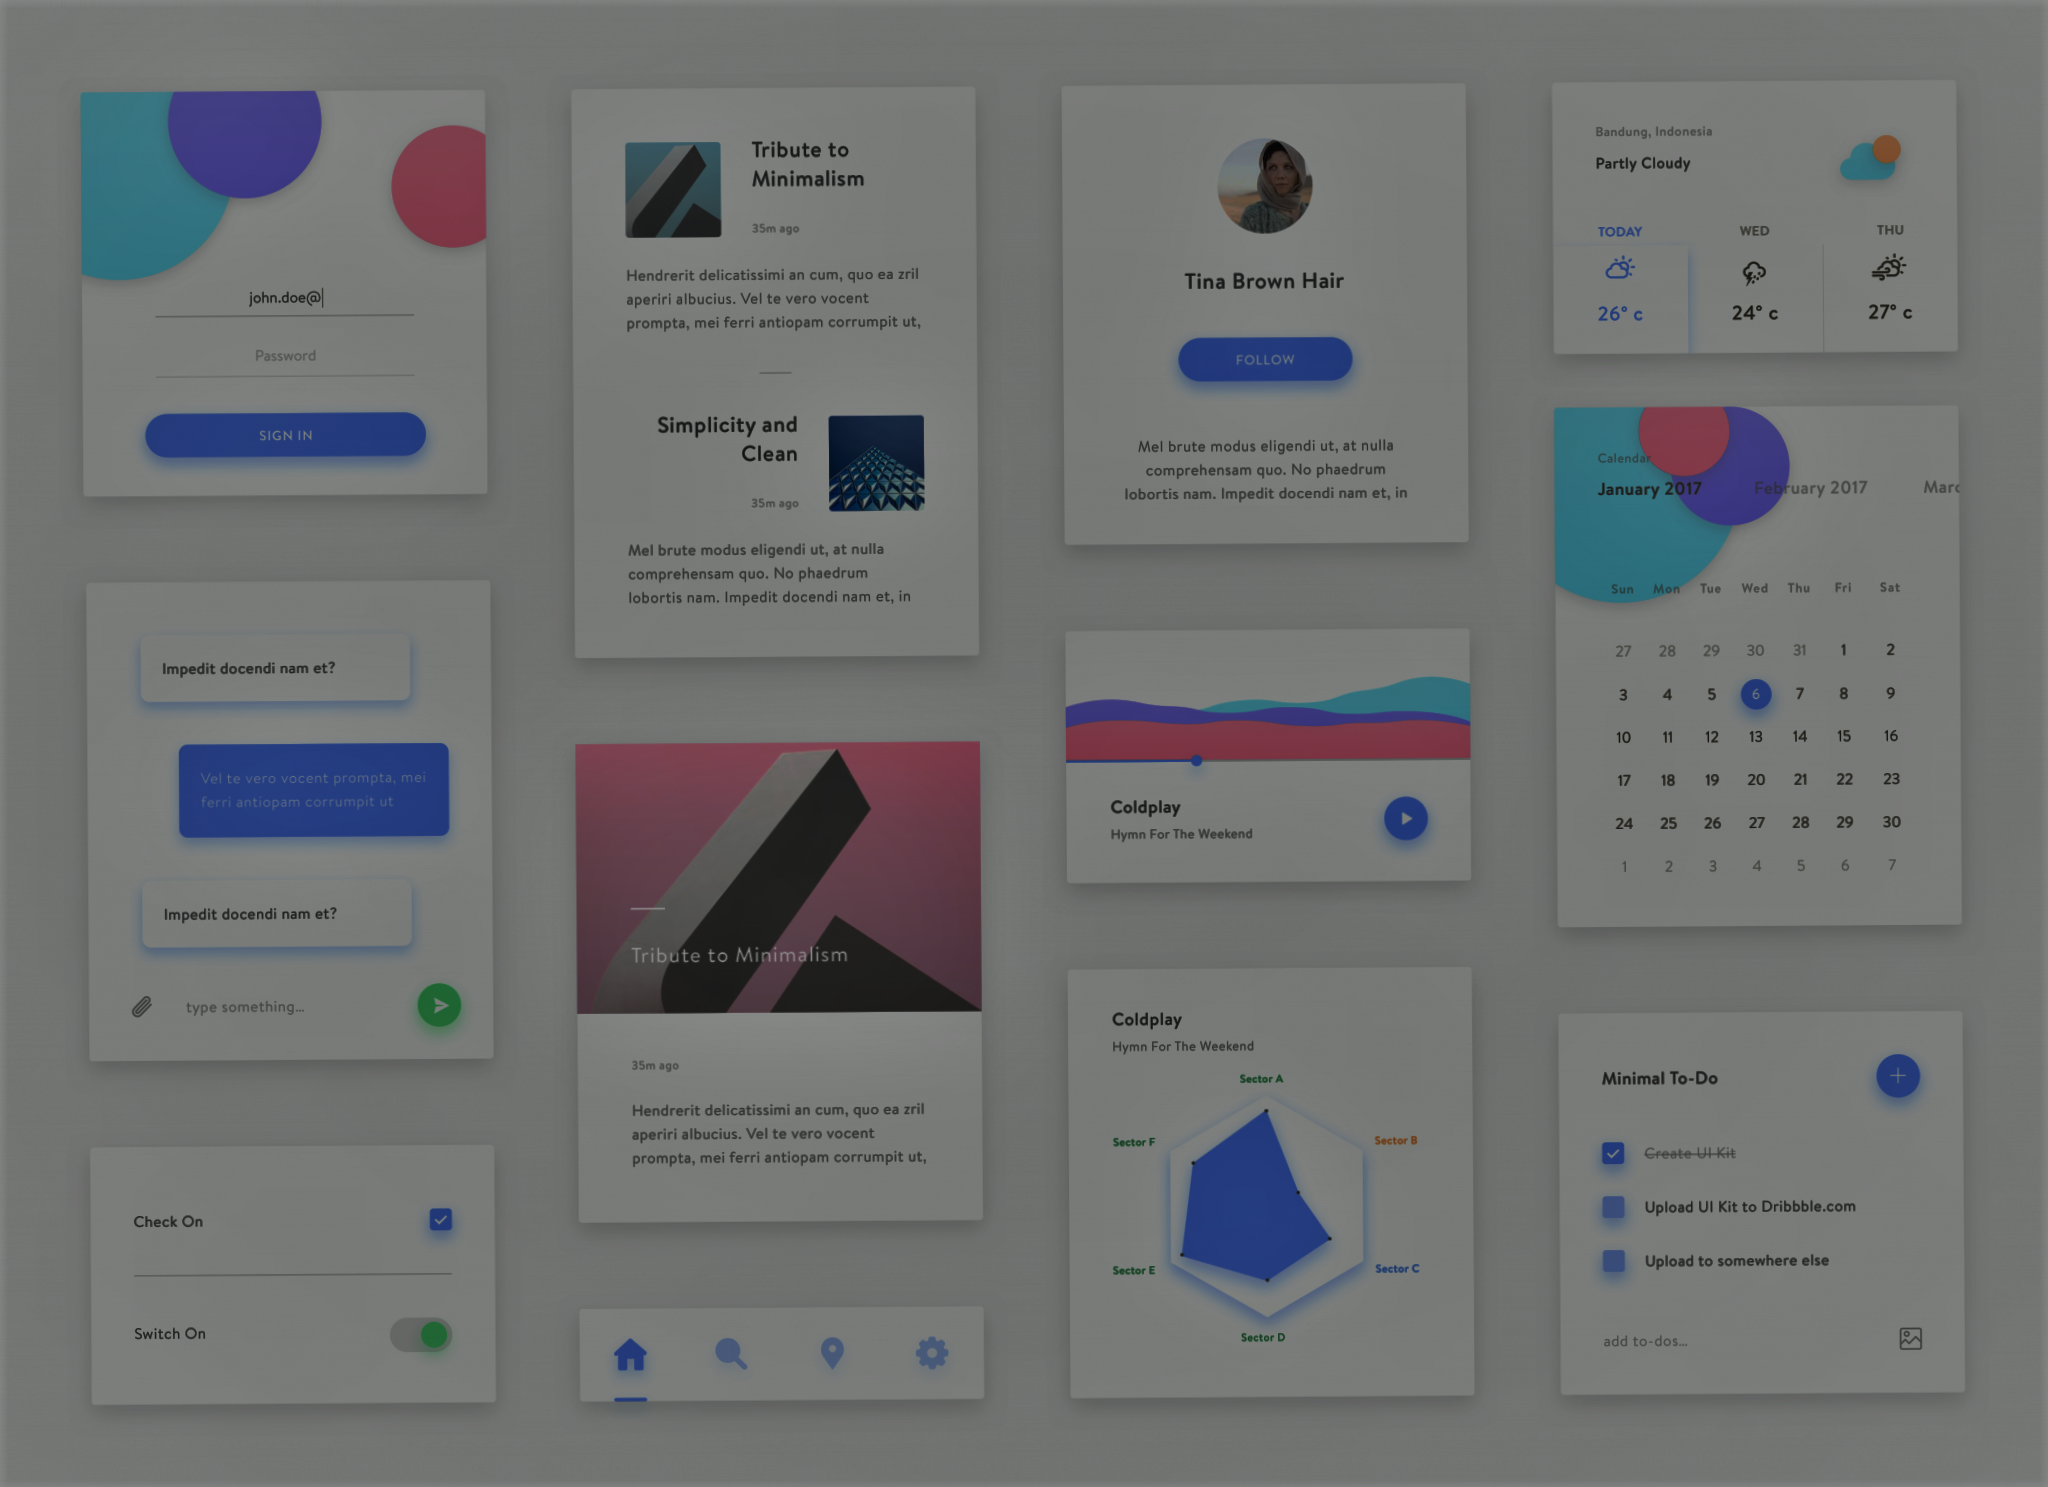 john.doe@
Password
SIGN IN
Impedit docendi nam et?
Vel te vero vocent prompta, mei
ferri antiopam corrumpit ut
Impedit docendi nam et?
type something...
Check On
Switch On
Tribute to
Minimalism
35m ago
Hendrerit delicatissimi an cum, quo ea zril
aperiri albucius. Vel te vero vocent
prompta, mei ferri antiopam corrumpit ut,
Simplicity and
Clean
35m ago
Mel brute modus eligendi ut, at nulla
comprehensam quo. No phaedrum
lobortis nam. Impedit docendi nam et, in
Tribute to Minimalism
35m ago
Hendrerit delicatissimi an cum, quo ea zril
aperiri albucius. Vel te vero vocent
prompta, mei ferri antiopam corrumpit ut,
Tina Brown Hair
FOLLOW
Mel brute modus eligendi ut, at nulla
comprehensam quo. No phaedrum
lobortis nam. Impedit docendi nam et, in
Coldplay
Hymn For The Weekend
Coldplay
Hymn For The Weekend
Sector A
Sector F Sector B
Sector E Sector C
Sector D
Bandung, Indonesia
Partly Cloudy
TODAY WED THU
26° c 24° c 27° c
Calendar
January 2017 February 2017 Marc
Sun Mon Tue Wed Thu Fri Sat
27 28 29 30 31 1 2
3 4 5 6 7 8 9
10 11 12 13 14 15 16
17 18 19 20 21 22 23
24 25 26 27 28 29 30
1 2 3 4 5 6 7
Minimal To-Do
Create UI Kit
Upload UI Kit to Dribbble.com
Upload to somewhere else
add to-dos...